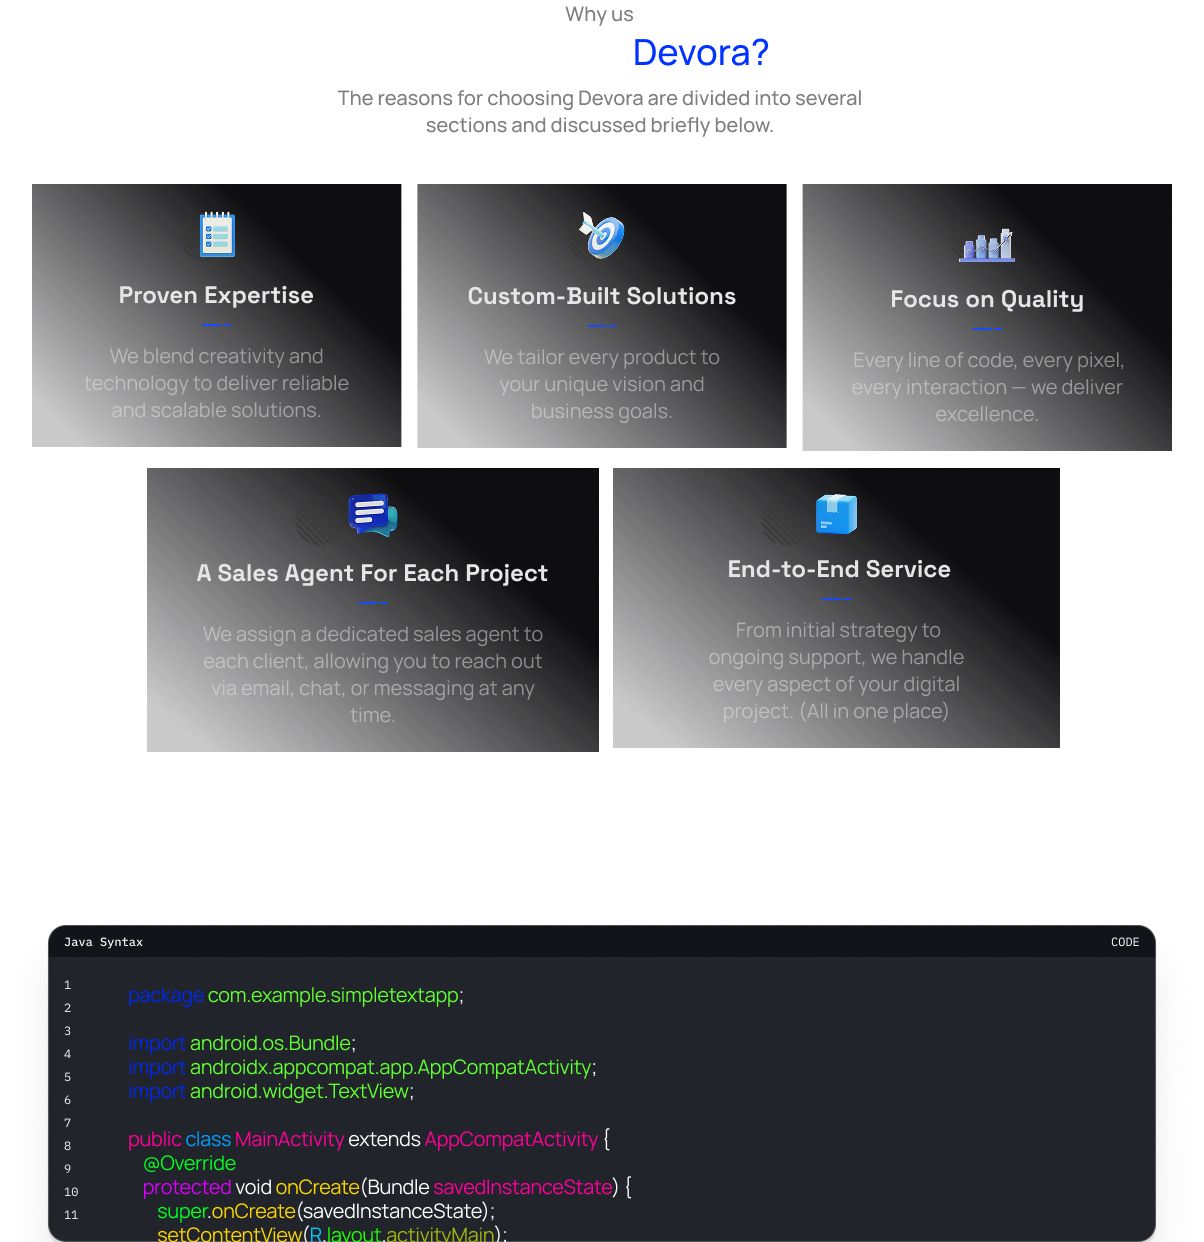 Why us
Devora?
The reasons for choosing Devora are divided into several
sections and discussed briefly below.
Proven Expertise
We blend creativity and
technology to deliver reliable
and scalable solutions.
Custom-Built Solutions
We tailor every product to
your unique vision and
business goals.
Focus on Quality
Every line of code, every pixel,
every interaction — we deliver
excellence.
A Sales Agent For Each Project
We assign a dedicated sales agent to
each client, allowing you to reach out
via email, chat, or messaging at any
time.
End-to-End Service
From initial strategy to
ongoing support, we handle
every aspect of your digital
project. (All in one place)
Java Syntax
CODE
1
2
3
4
5
6
7
8
9
10
11
package com.example.simpletextapp;
import android.os.Bundle;
import androidx.appcompat.app.AppCompatActivity;
import android.widget.TextView;
public class MainActivity extends AppCompatActivity {
@Override
protected void onCreate(Bundle savedInstanceState) {
super.onCreate(savedInstanceState);
setContentView(R.layout.activityMain);